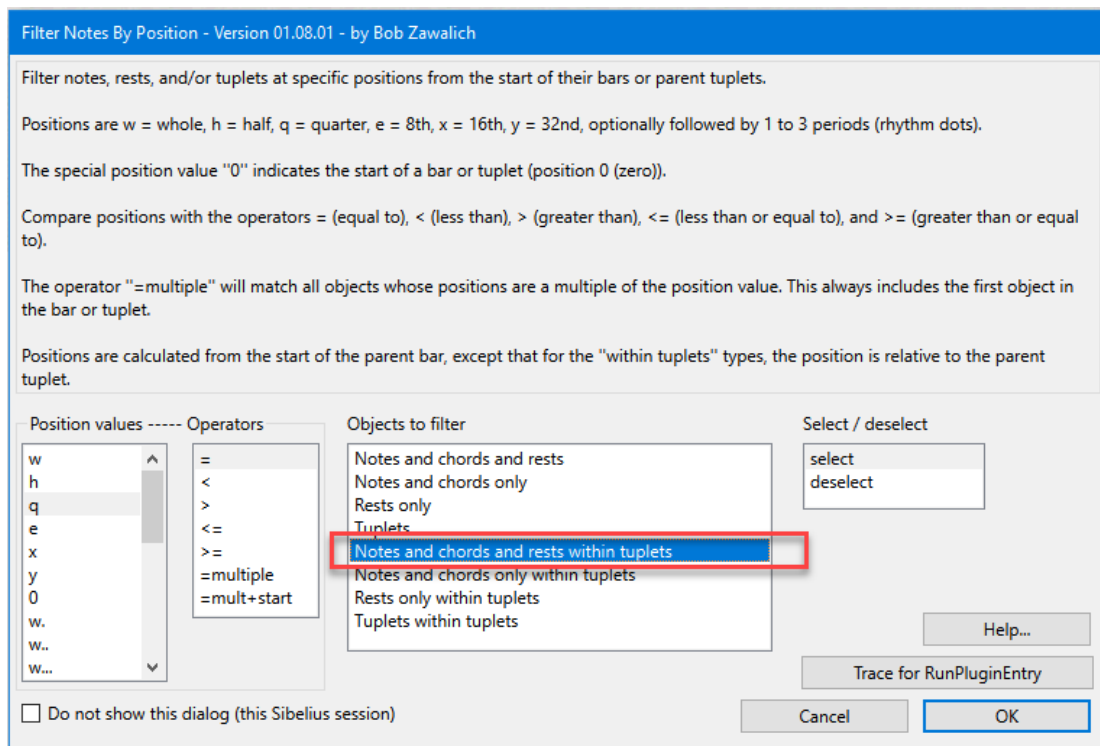 Filter Notes By Position - Version 01.08.01 - by Bob Zawalich
Filter notes, rests, and/or tuplets at specific positions from the start of their bars or parent tuplets.
Positions are w = whole, h = half, q = quarter, e = 8th, x = 16th, y = 32nd, optionally followed by 1 to 3 periods (rhythm dots).
The special position value "0" indicates the start of a bar or tuplet (position 0 (zero)).
Compare positions with the operators = (equal to), < (less than), > (greater than), <= (less than or equal to), and >= (greater than or equal
to).
The operator "=multiple" will match all objects whose positions are a multiple of the position value. This always includes the first object in
the bar or tuplet.
Positions are calculated from the start of the parent bar, except that for the "within tuplets" types, the position is relative to the parent
tuplet.
Position values ----- Operators
w
h
q
e
x
y
0
w.
w..
w...
=
<
>
<=
>=
=multiple
=mult+start
Objects to filter
Notes and chords and rests
Notes and chords only
Rests only
Tuplets
Notes and chords and rests within tuplets
Notes and chords only within tuplets
Rests only within tuplets
Tuplets within tuplets
Select / deselect
select
deselect
Help...
Trace for RunPluginEntry
Do not show this dialog (this Sibelius session)
Cancel
OK